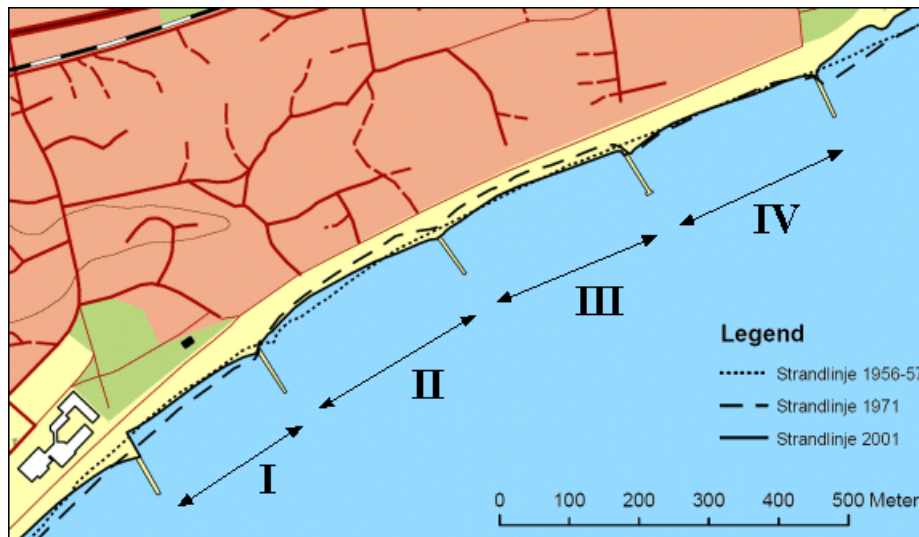 IV
III
II
I
Legend
Strandlinje 1956-57
Strandlinje 1971
Strandlinje 2001
0 100 200 300 400 500 Meter